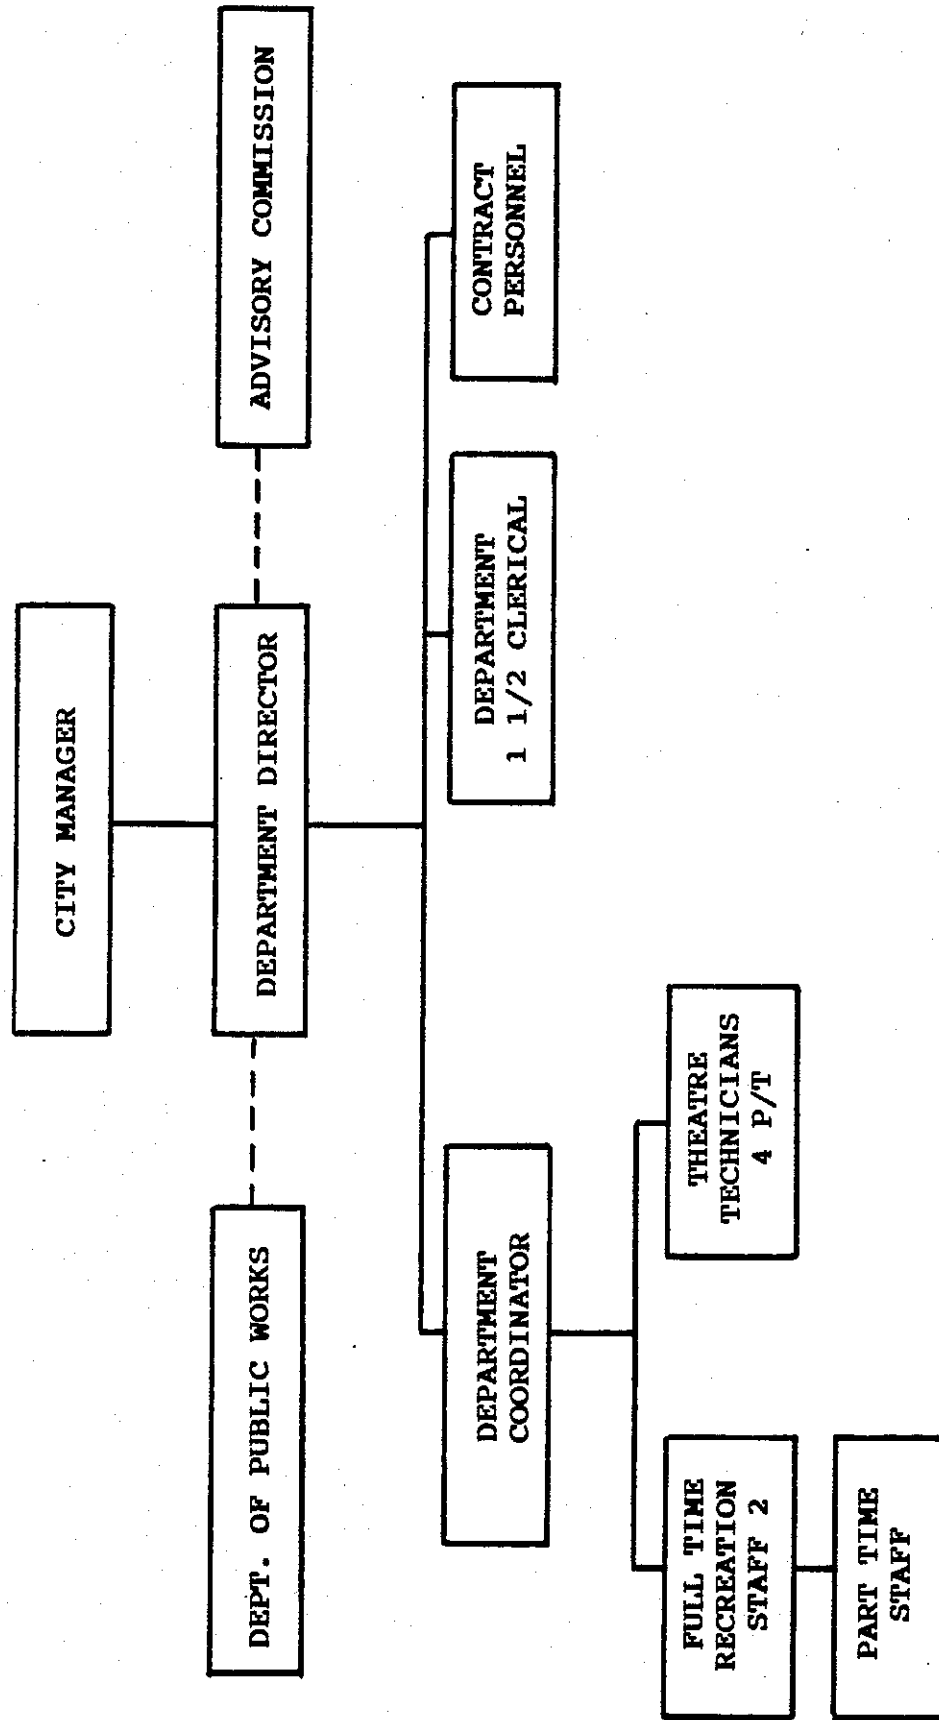 CITY MANAGER
DEPT. OF PUBLIC WORKS
DEPARTMENT DIRECTOR
ADVISORY COMMISSION
DEPARTMENT
COORDINATOR
DEPARTMENT
1 1/2 CLERICAL
CONTRACT
PERSONNEL
FULL TIME
RECREATION
STAFF 2
THEATRE
TECHNICIANS
4 P/T
PART TIME
STAFF